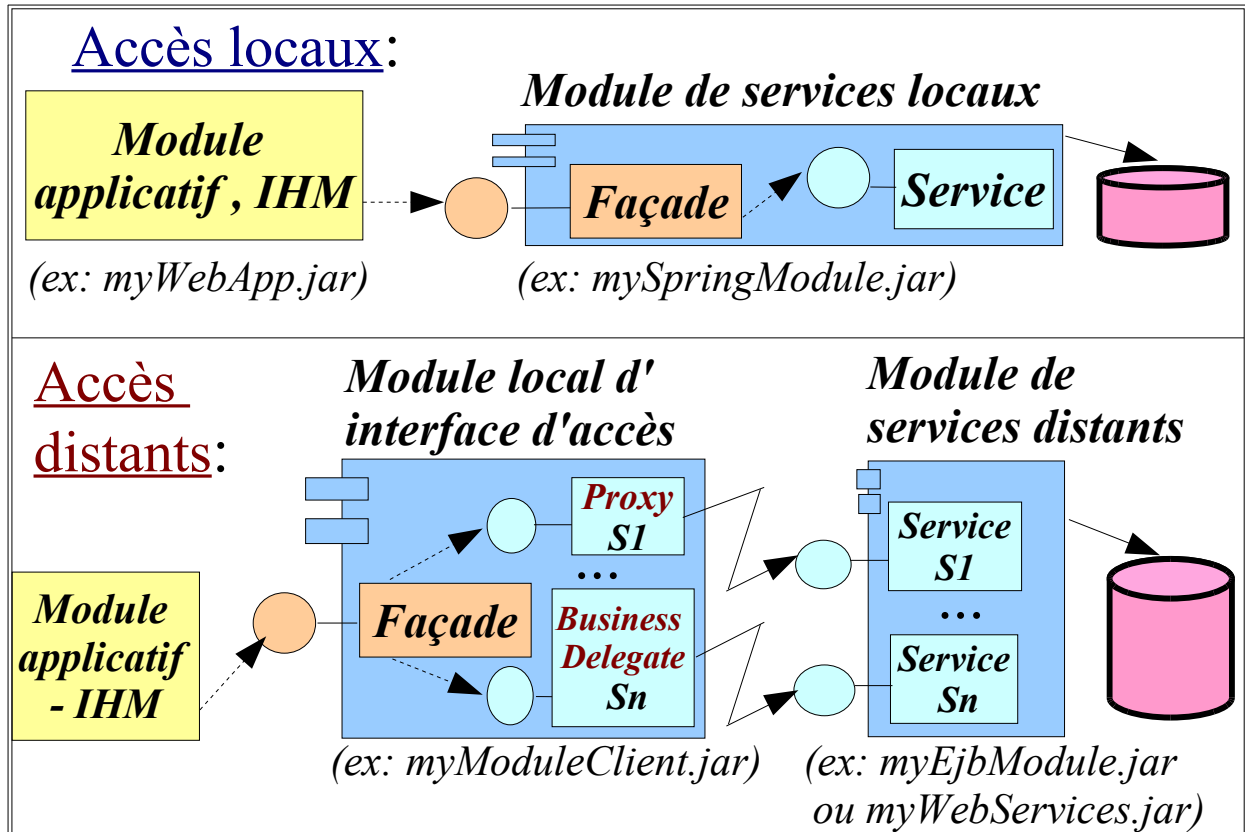 Accès locaux:
Module
applicatif , IHM
(ex: myWebApp.jar)
Module de services locaux
Façade
Service
(ex: mySpringModule.jar)
Accès
distants:
Module local d'
interface d'accès
Module de
services distants
Module
applicatif
- IHM
Façade
Proxy
S1
...
Business
Delegate
Sn
(ex: myModuleClient.jar)
Service
S1
...
Service
Sn
(ex: myEjbModule.jar
ou myWebServices.jar)